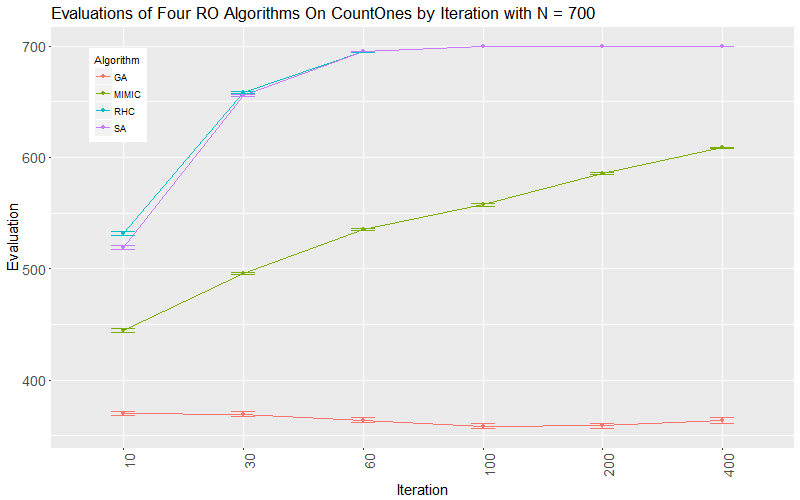 Evaluations of Four RO Algorithms On CountOnes by Iteration with N = 700
Algorithm
GA
MIMIC
RHC
SA
Evaluation
700
600
500
400
10
30
60
100
200
400
Iteration